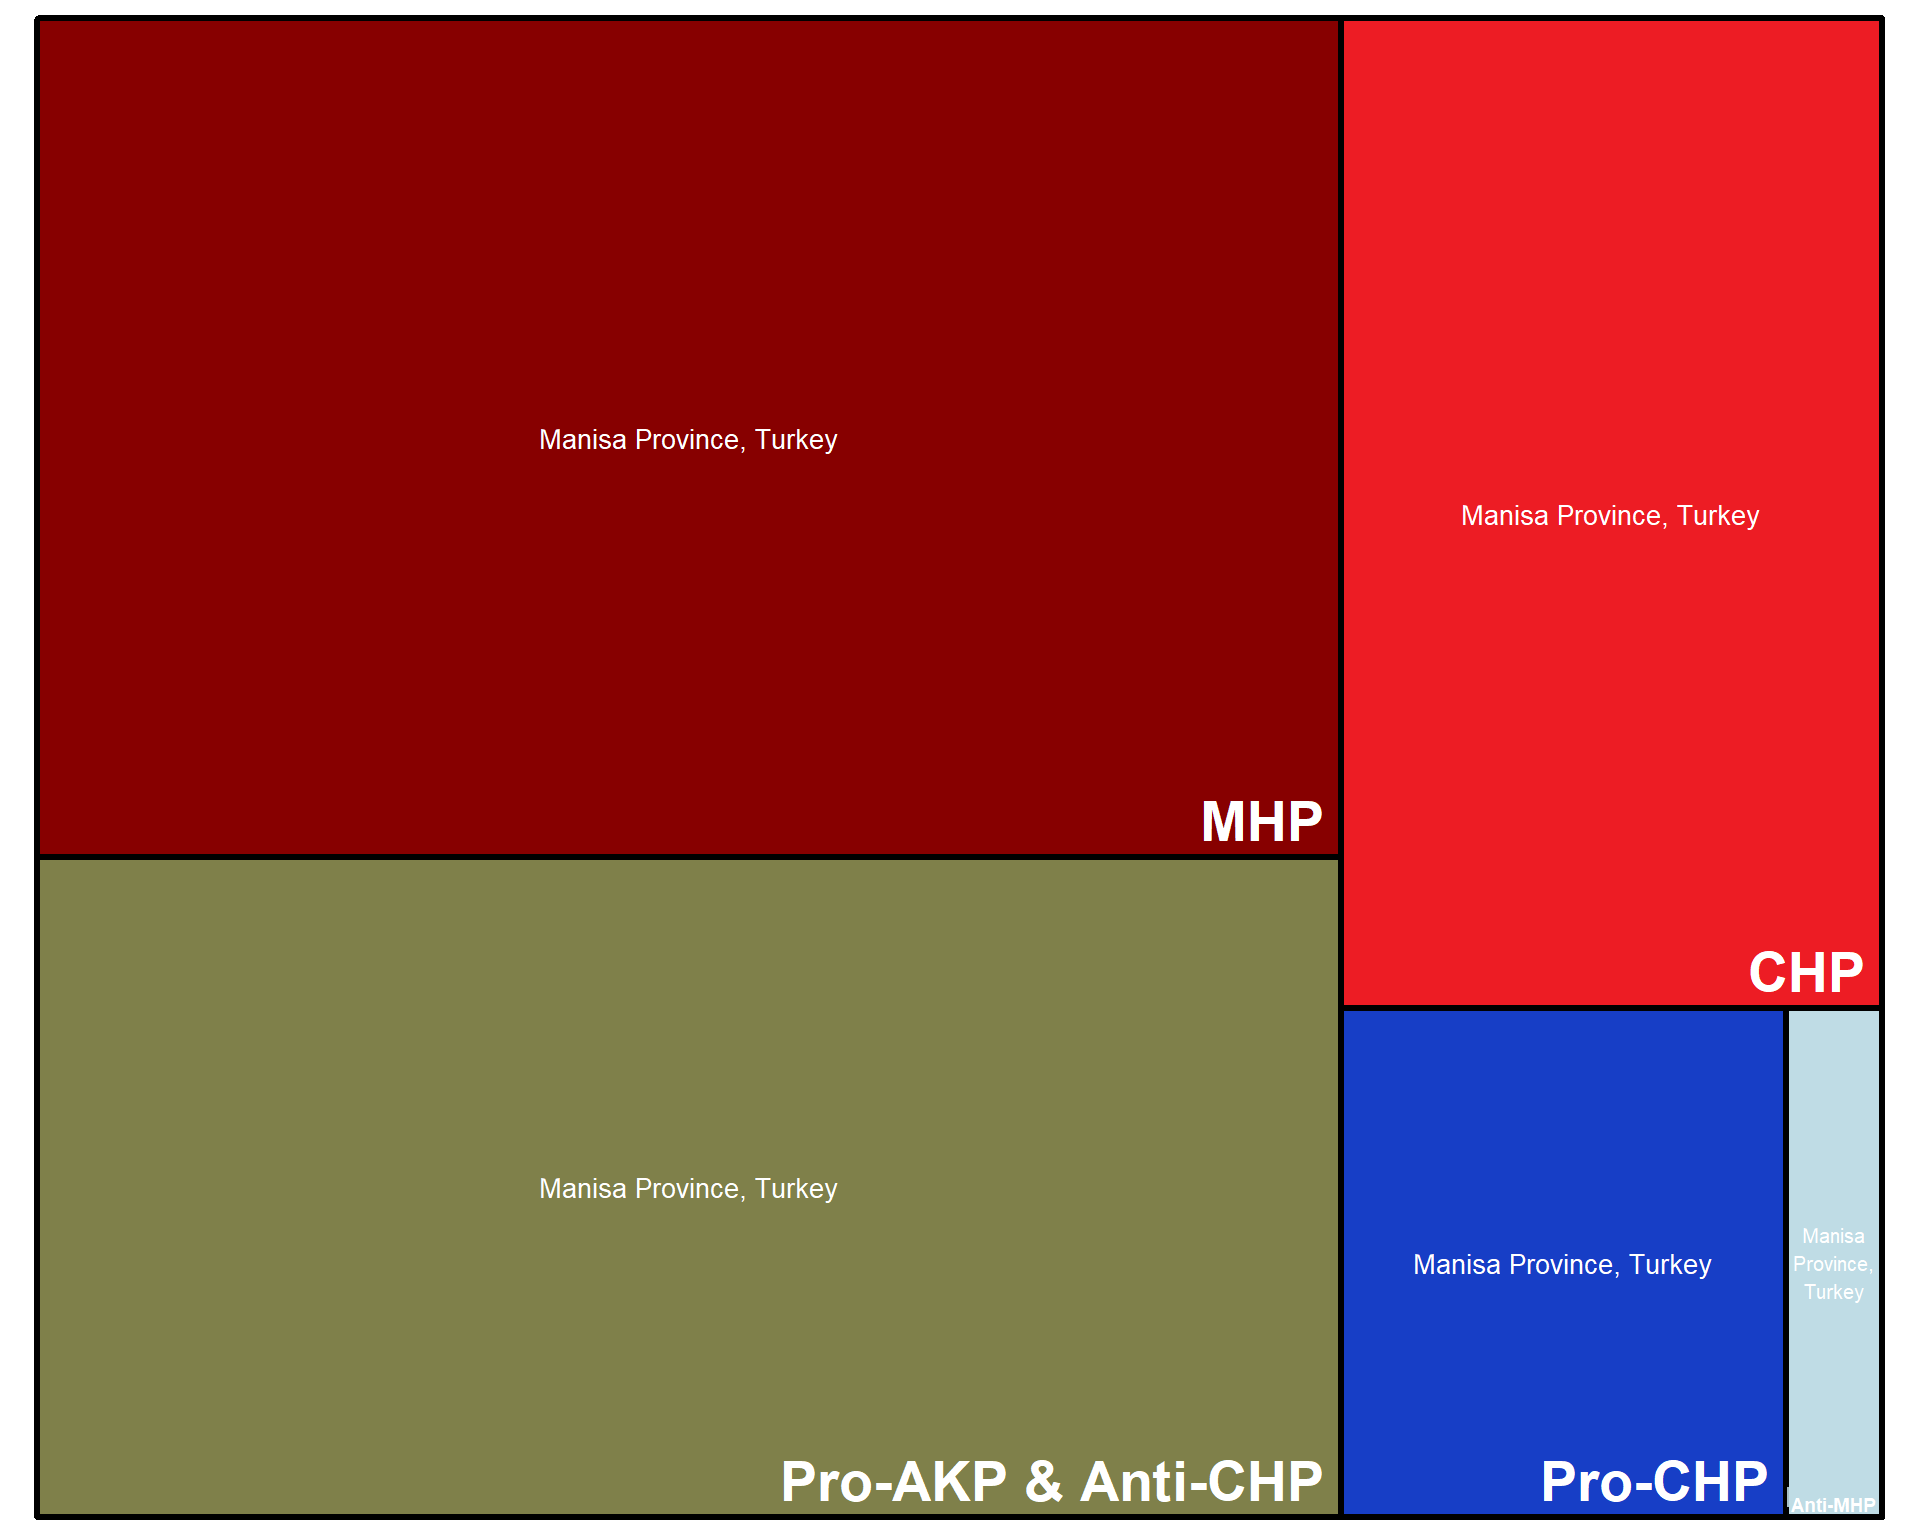 Manisa Province, Turkey
MHP
Manisa Province, Turkey
CHP
Manisa Province, Turkey
Pro-AKP & Anti-CHP
Manisa Province, Turkey
Pro-CHP
Manisa
Province,
Turkey
Anti-MHP